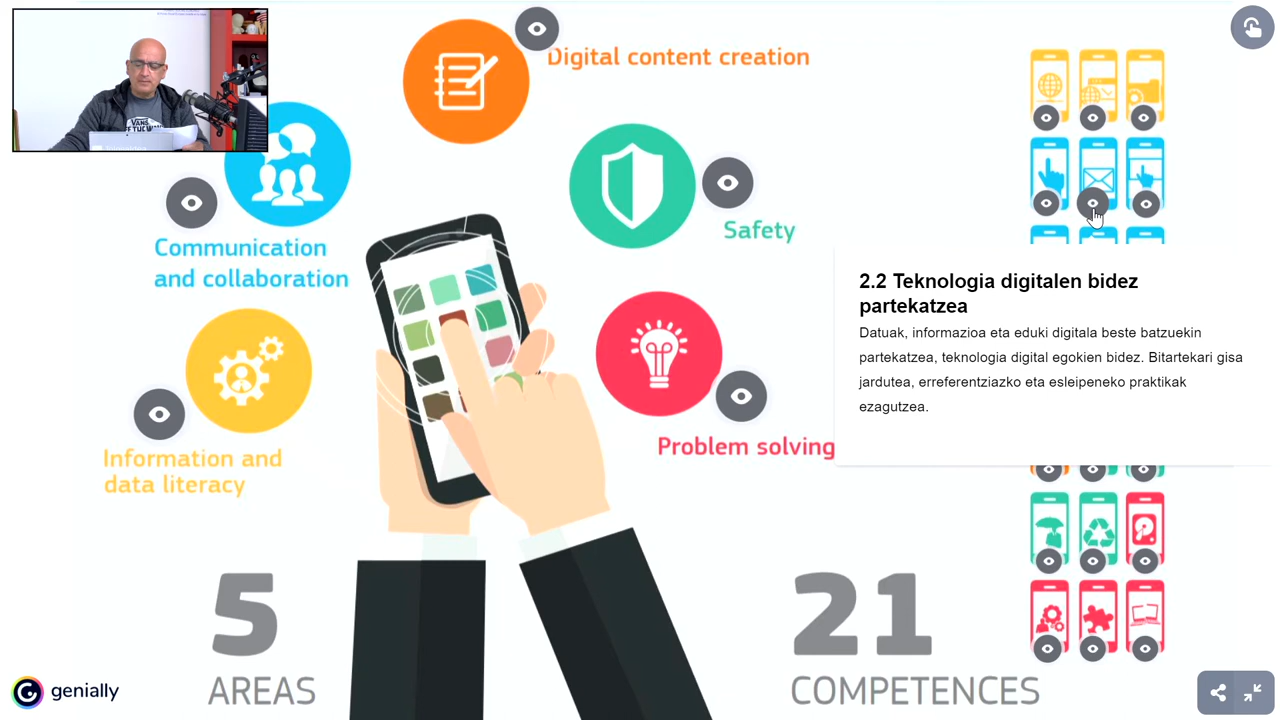 Digital content creation
Safety
Communication
and collaboration
2.2 Teknologia digitalen bidez
partekatzea
Datuak, informazioa eta eduki digitala beste batzuekin
partekatzea, teknologia digital egokien bidez. Bitartekari gisa
jardutea, erreferentziazko eta esleipeneko praktikak
ezagutzea.
Problem solving
Information and
data literacy
5
AREAS
21
COMPETENCES
genially
VANS